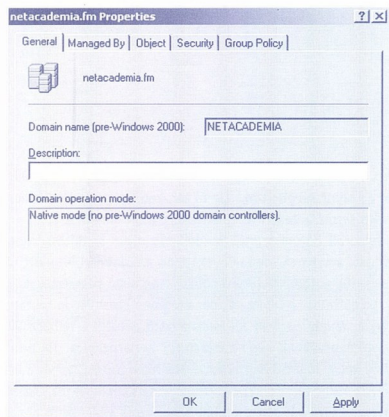 netacademia.fm Properties
? X
General Managed By Object Security Group Policy
netacademia.fm
Domain name (pre-Windows 2000): NETACADEMIA
Description:
Domain operation mode:
Native mode (no pre-Windows 2000 domain controllers).
OK Cancel Apply